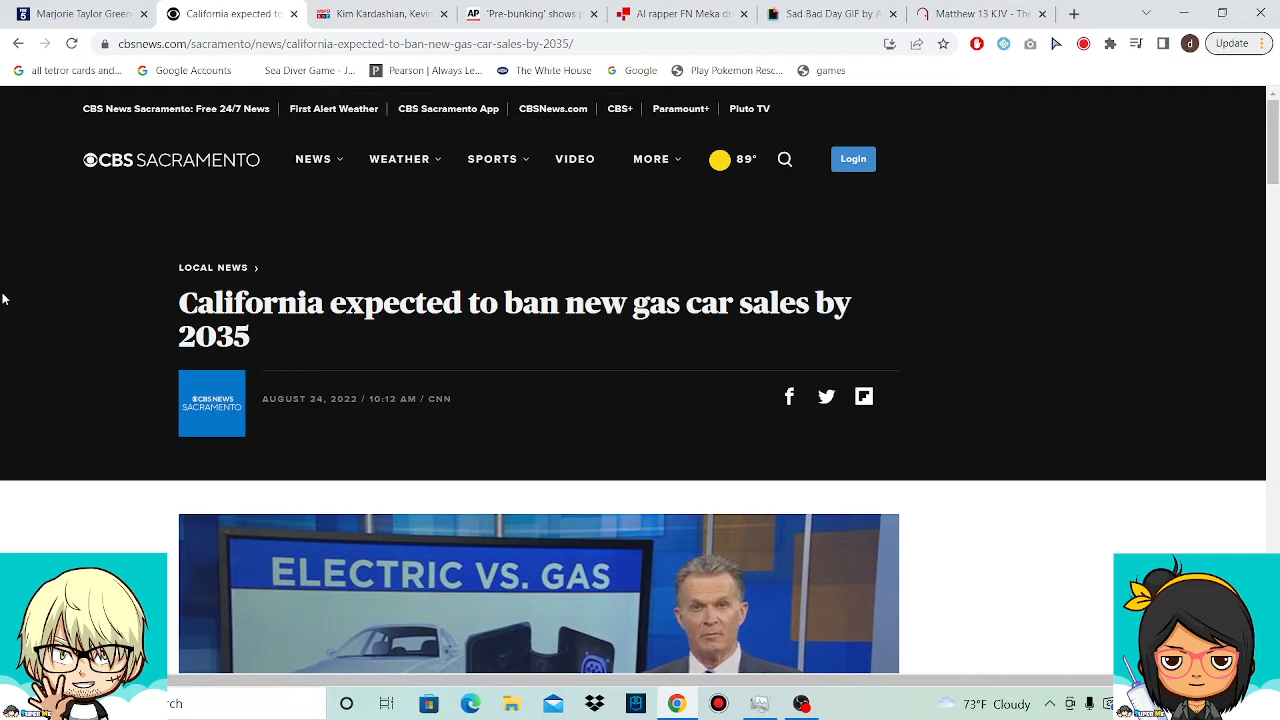 Marjorie Taylor Green
California expected to
Kim Kardashian, Kevin
'Pre-bunking' shows p
AI rapper FN Meka dr
Sad Bad Day GIF by A
Matthew 13 KJV - The
cbsnews.com/sacramento/news/california-expected-to-ban-new-gas-car-sales-by-2035/
d
Update
all tetror cards and...
Google Accounts
Sea Diver Game - J...
Pearson | Always Le...
The White House
Google
Play Pokemon Resc...
games
CBS News Sacramento: Free 24/7 News
First Alert Weather
CBS Sacramento App
CBSNews.com
CBS+
Paramount+
Pluto TV
CBS SACRAMENTO
NEWS
WEATHER
SPORTS
VIDEO
MORE
89°
Login
LOCAL NEWS
California expected to ban new gas car sales by
2035
CBS NEWS
SACRAMENTO
AUGUST 24, 2022 / 10:12 AM / CNN
ELECTRIC VS. GAS
rch
73°F Cloudy
SUPER ME
SUPER ME